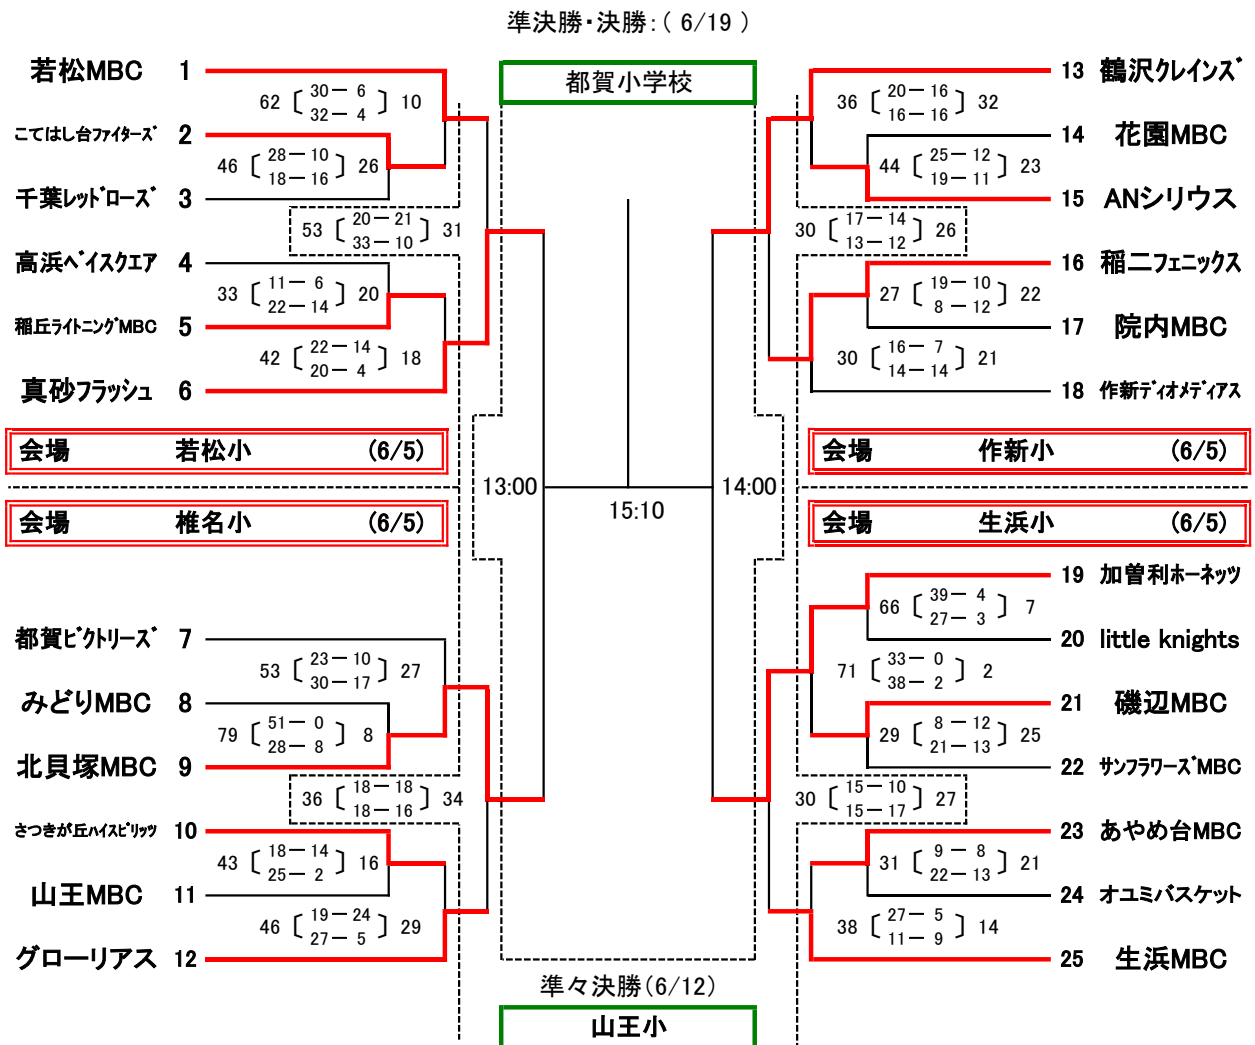 準決勝・決勝：( 6/19 )
都賀小学校
若松MBC 1
62 〔 30－ 6 32－ 4 〕 10
こてはし台ファイターズ 2
46 〔 28－10 18－16 〕 26
千葉レッドローズ 3
53 〔 20－21 33－10 〕 31
高浜ベイスクエア 4
33 〔 11－ 6 22－14 〕 20
稲丘ライトニングMBC 5
42 〔 22－14 20－ 4 〕 18
真砂フラッシュ 6
会場 若松小 (6/5)
会場 椎名小 (6/5)
都賀ビクトリーズ 7
53 〔 23－10 30－17 〕 27
みどりMBC 8
79 〔 51－ 0 28－ 8 〕 8
北貝塚MBC 9
36 〔 18－18 18－16 〕 34
さつきが丘ハイスピリッツ 10
43 〔 18－14 25－ 2 〕 16
山王MBC 11
46 〔 19－24 27－ 5 〕 29
グローリアス 12
13:00
15:10
14:00
13 鶴沢クレインズ
36 〔 20－16 16－16 〕 32
14 花園MBC
44 〔 25－12 19－11 〕 23
15 ANシリウス
30 〔 17－14 13－12 〕 26
16 稲二フェニックス
27 〔 19－10 8－12 〕 22
17 院内MBC
30 〔 16－ 7 14－14 〕 21
18 作新ディオメディアス
会場 作新小 (6/5)
会場 生浜小 (6/5)
19 加曽利ホーネッツ
66 〔 39－ 4 27－ 3 〕 7
20 little knights
71 〔 33－ 0 38－ 2 〕 2
21 磯辺MBC
29 〔 8－12 21－13 〕 25
22 サンフラワーズMBC
30 〔 15－10 15－17 〕 27
23 あやめ台MBC
31 〔 9－ 8 22－13 〕 21
24 オユミバスケット
38 〔 27－ 5 11－ 9 〕 14
25 生浜MBC
準々決勝(6/12)
山王小